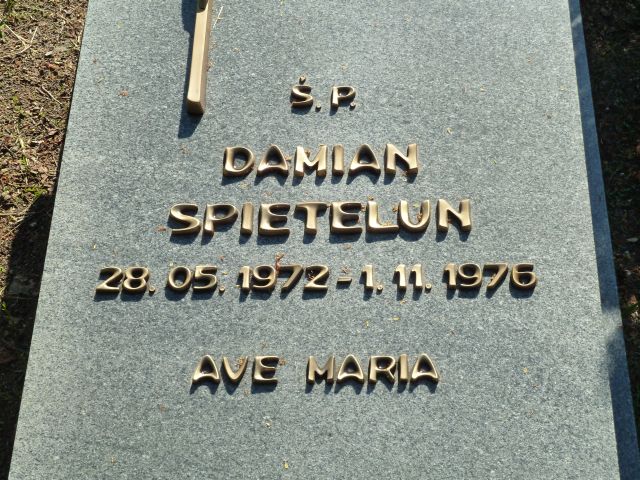 Ś. P.
DAMIAN
SPIETELUN
28. 05. 1972 - 1. 11. 1976
AVE MARIA